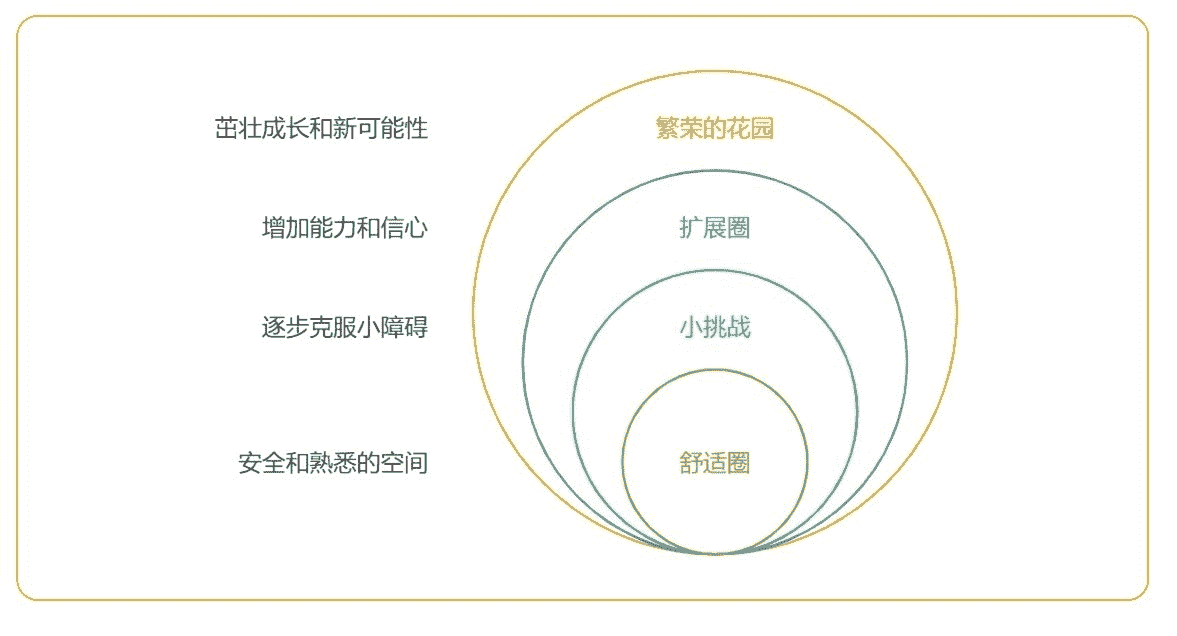 茁壮成长和新可能性
繁荣的花园
增加能力和信心
扩展圈
逐步克服小障碍
小挑战
安全和熟悉的空间
舒适圈